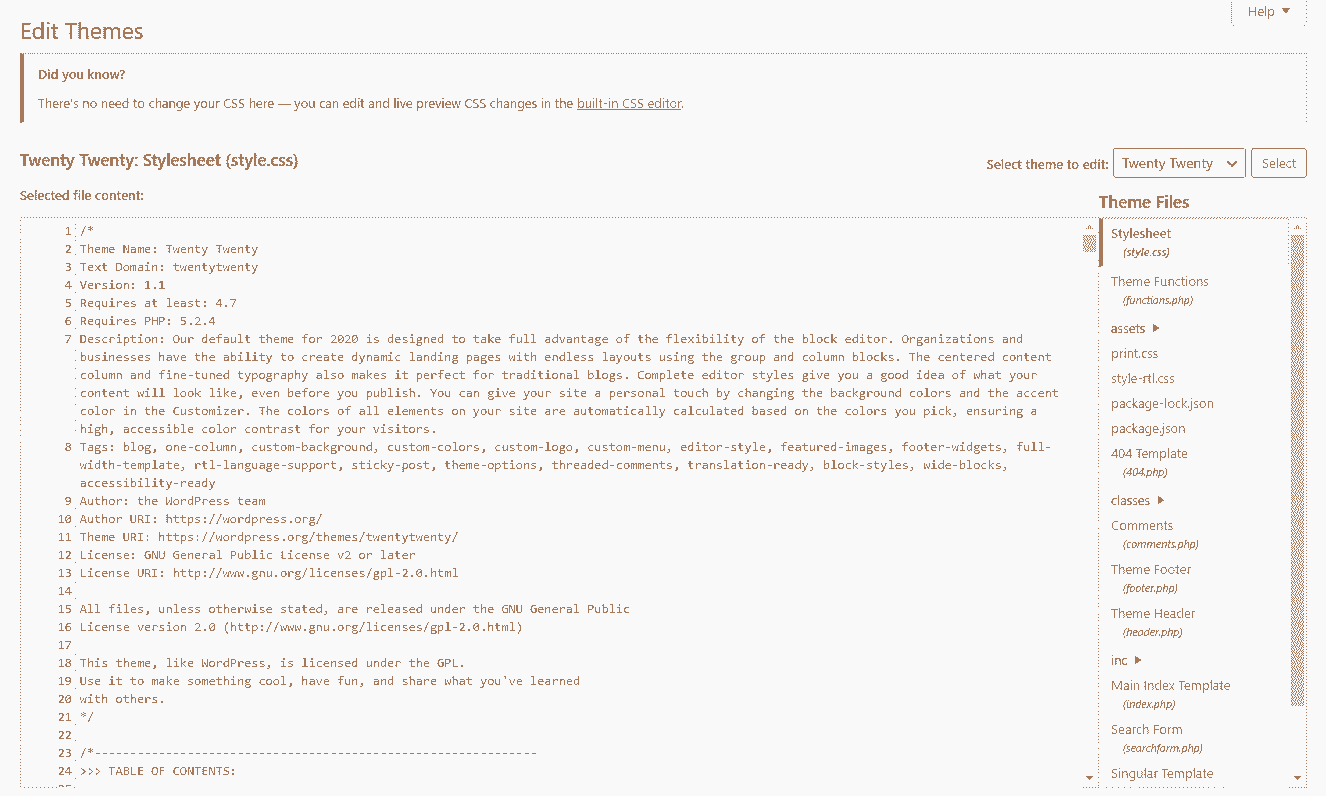 Help
Edit Themes
Did you know?
There's no need to change your CSS here — you can edit and live preview CSS changes in the built-in CSS editor.
Twenty Twenty: Stylesheet (style.css)
Select theme to edit: Twenty Twenty Select
Selected file content:
1 /*
2 Theme Name: Twenty Twenty
3 Text Domain: twentytwenty
4 Version: 1.1
5 Requires at least: 4.7
6 Requires PHP: 5.2.4
7 Description: Our default theme for 2020 is designed to take full advantage of the flexibility of the block editor. Organizations and
businesses have the ability to create dynamic landing pages with endless layouts using the group and column blocks. The centered content
column and fine-tuned typography also makes it perfect for traditional blogs. Complete editor styles give you a good idea of what your
content will look like, even before you publish. You can give your site a personal touch by changing the background colors and the accent
color in the Customizer. The colors of all elements on your site are automatically calculated based on the colors you pick, ensuring a
high, accessible color contrast for your visitors.
8 Tags: blog, one-column, custom-background, custom-colors, custom-logo, custom-menu, editor-style, featured-images, footer-widgets, full-
width-template, rtl-language-support, sticky-post, theme-options, threaded-comments, translation-ready, block-styles, wide-blocks,
accessibility-ready
9 Author: the WordPress team
10 Author URI: https://wordpress.org/
11 Theme URI: https://wordpress.org/themes/twentytwenty/
12 License: GNU General Public License v2 or later
13 License URI: http://www.gnu.org/licenses/gpl-2.0.html
14
15 All files, unless otherwise stated, are released under the GNU General Public
16 License version 2.0 (http://www.gnu.org/licenses/gpl-2.0.html)
17
18 This theme, like WordPress, is licensed under the GPL.
19 Use it to make something cool, have fun, and share what you've learned
20 with others.
21 */
22
23 /*--------------------------------------------------------------
24 >>> TABLE OF CONTENTS:
Theme Files
Stylesheet
(style.css)
Theme Functions
(functions.php)
assets
print.css
style-rtl.css
package-lock.json
package.json
404 Template
(404.php)
classes
Comments
(comments.php)
Theme Footer
(footer.php)
Theme Header
(header.php)
inc
Main Index Template
(index.php)
Search Form
(searchform.php)
Singular Template